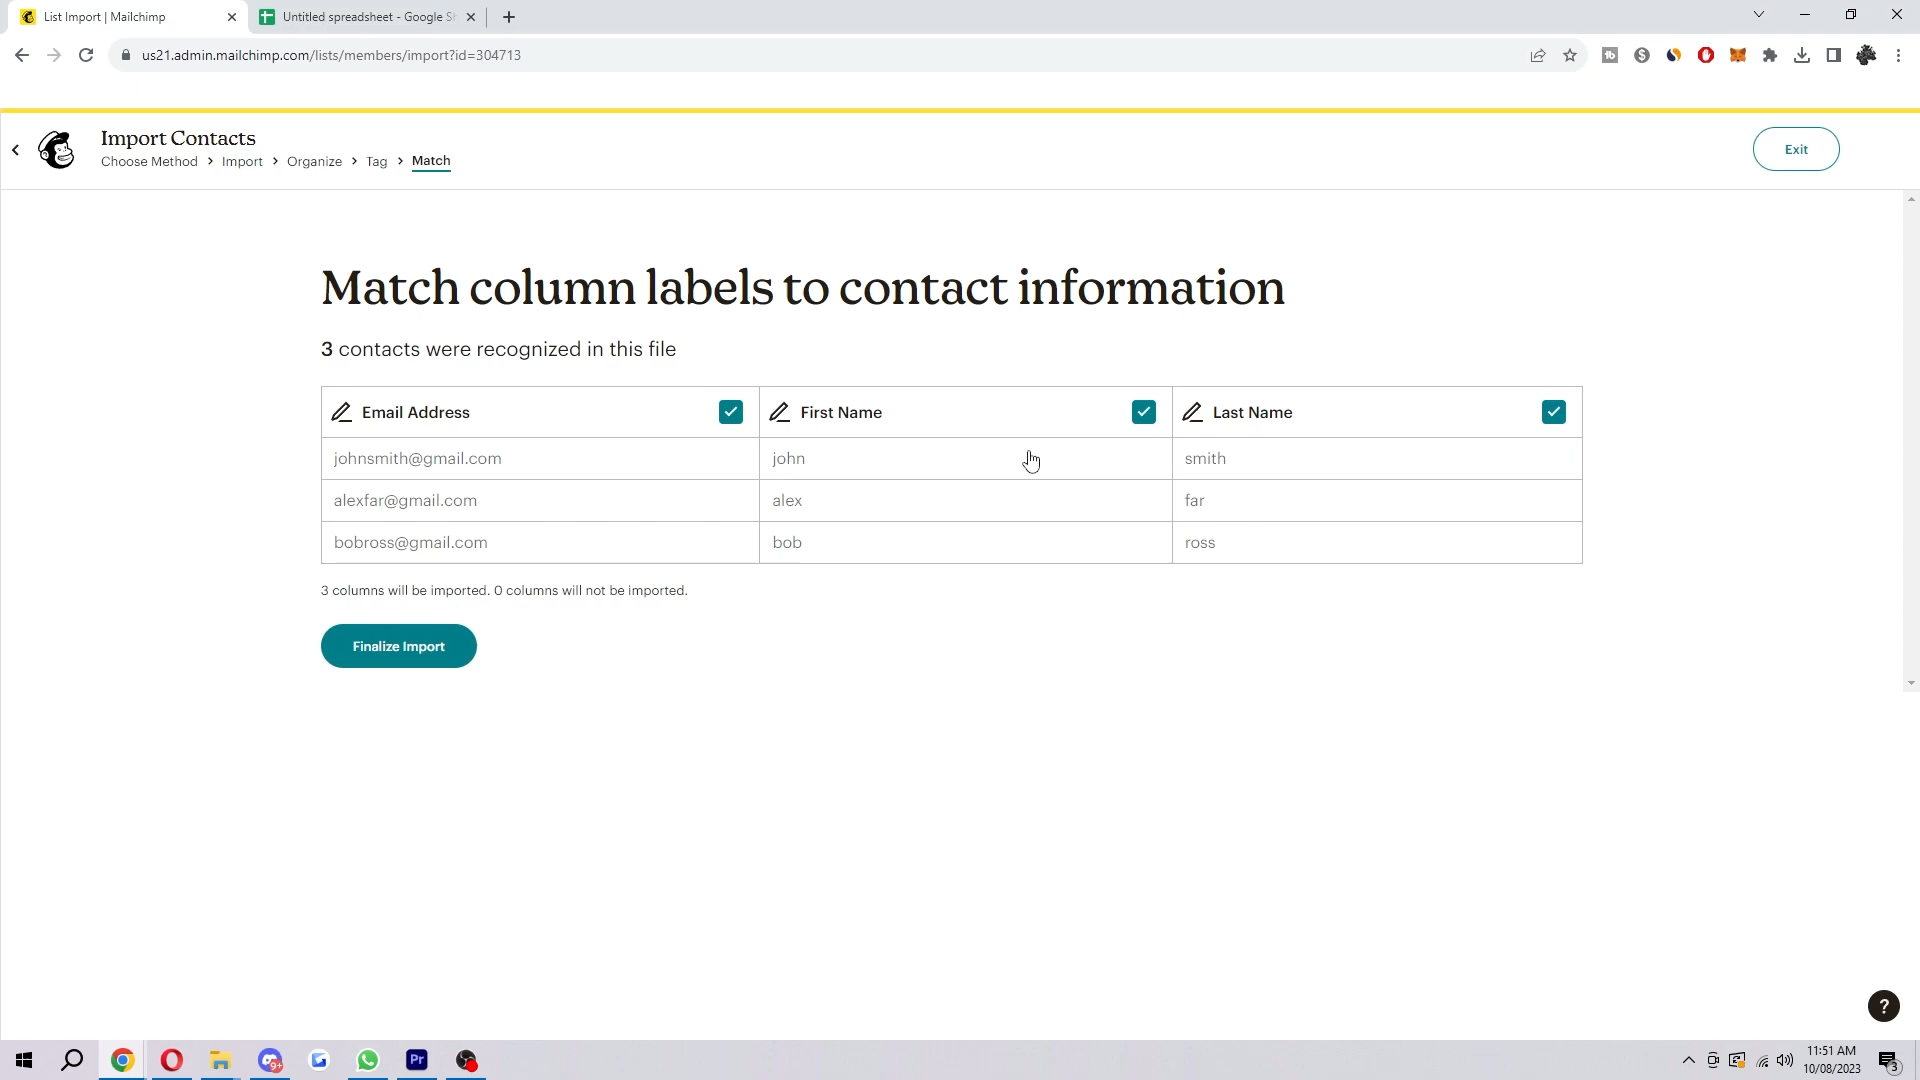 List Import | Mailchimp
Untitled spreadsheet - Google Sh
us21.admin.mailchimp.com/lists/members/import?id=304713
Import Contacts
Choose Method > Import > Organize > Tag > Match
Exit
Match column labels to contact information
3 contacts were recognized in this file
Email Address First Name Last Name
johnsmith@gmail.com john smith
alexfar@gmail.com alex far
bobross@gmail.com bob ross
3 columns will be imported. 0 columns will not be imported.
Finalize Import
?
9+
Pr
11:51 AM
10/08/2023
3